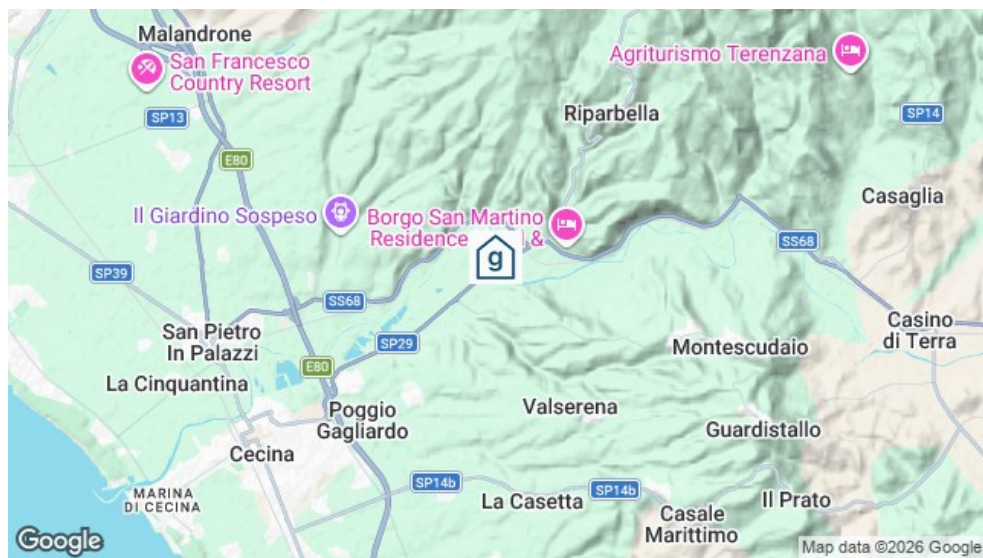 Malandrone
San Francesco
Country Resort
Agriturismo Terenzana
Riparbella
SP13
SP14
E80
Casaglia
Il Giardino Sospeso
Borgo San Martino
Residence
&
g
SS68
SP39
SS68
San Pietro
In Palazzi
SP29
Casino
di Terra
Montescudaio
E80
La Cinquantina
Poggio
Gagliardo
Valserena
Guardistallo
Cecina
MARINA
DI CECINA
SP14b
La Casetta
SP14b
Il Prato
Casale
Marittimo
Google
Map data ©2026 Google